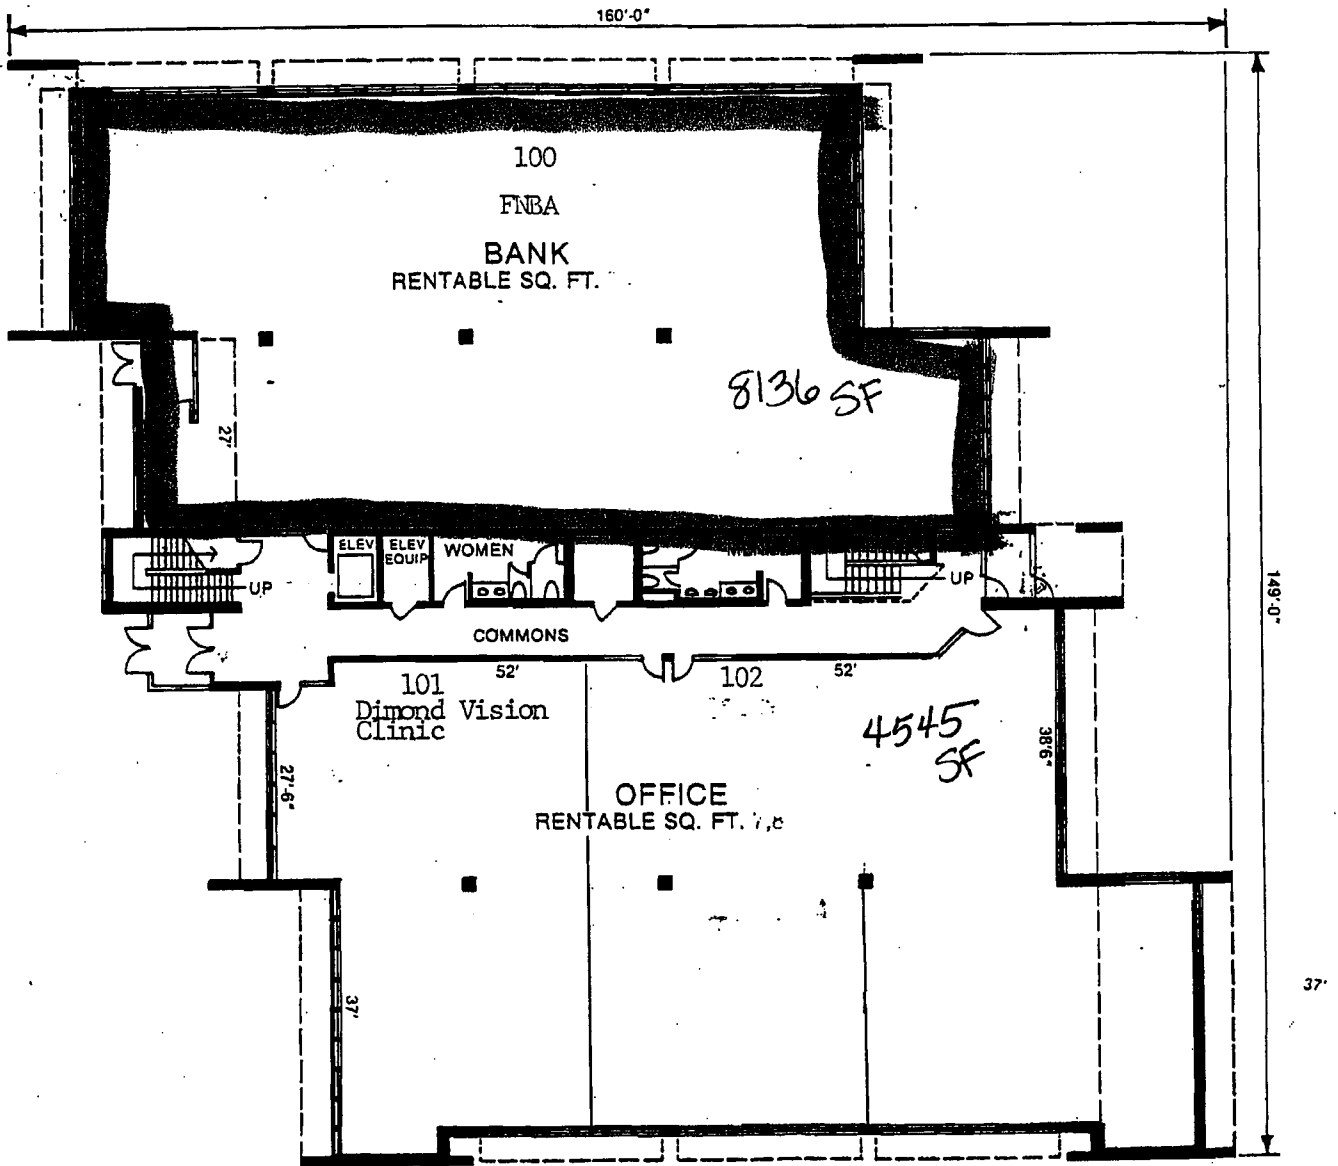 160'-0"
100
FNBA
BANK
RENTABLE SQ. FT.
8136 SF
27'
149'-0"
ELEV
ELEV
EQUIP
WOMEN
UP
UP
COMMONS
52'
52'
101
102
Dimond Vision
Clinic
4545
SF
38'6"
27'-6"
OFFICE
RENTABLE SQ. FT.
37'
37'